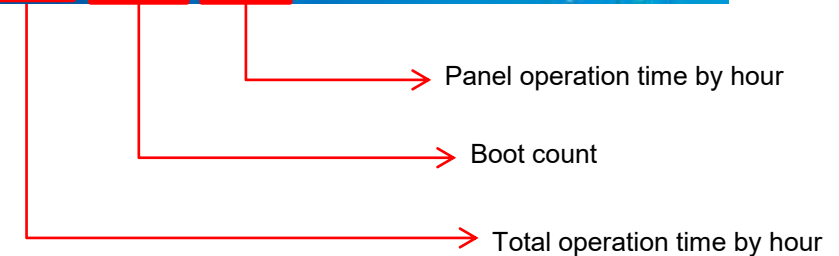 Panel operation time by hour
Boot count
Total operation time by hour